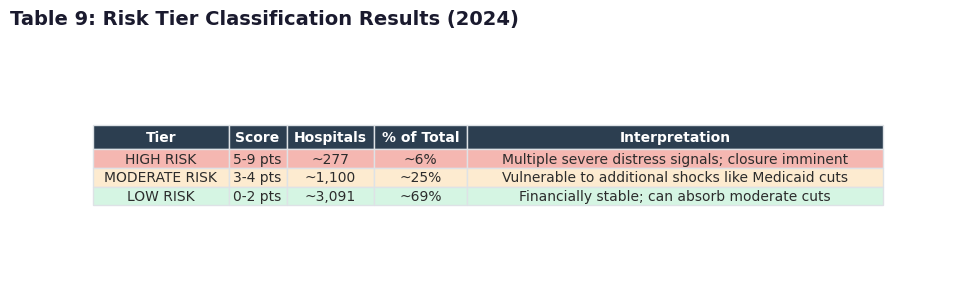 Table 9: Risk Tier Classification Results (2024)
Tier Score Hospitals % of Total Interpretation
HIGH RISK 5-9 pts ~277 ~6% Multiple severe distress signals; closure imminent
MODERATE RISK 3-4 pts ~1,100 ~25% Vulnerable to additional shocks like Medicaid cuts
LOW RISK 0-2 pts ~3,091 ~69% Financially stable; can absorb moderate cuts